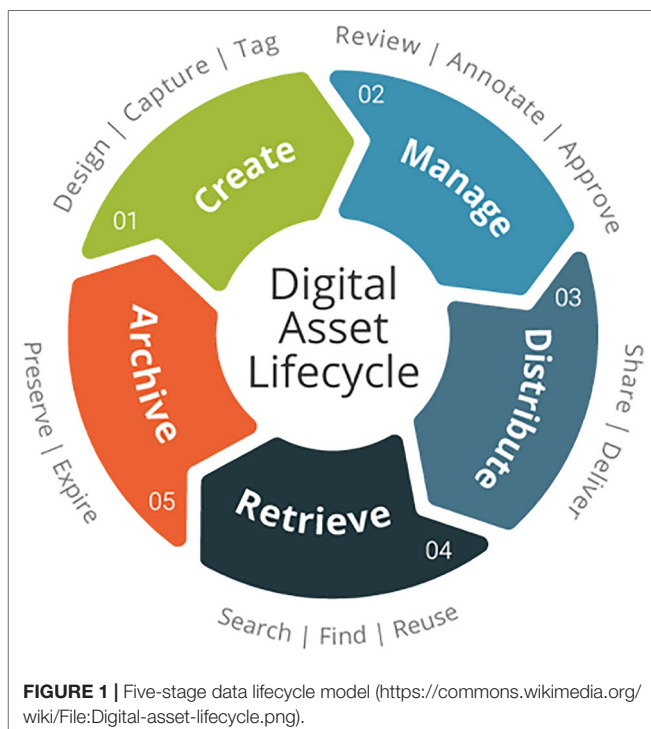 Design | Capture | Tag
Review | Annotate | Approve
01
Create
02
Manage
03
Distribute
Share | Deliver
04
Retrieve
Search | Find | Reuse
05
Archive
Preserve | Expire
Digital
Asset
Lifecycle
FIGURE 1 | Five-stage data lifecycle model (https://commons.wikimedia.org/
wiki/File:Digital-asset-lifecycle.png).